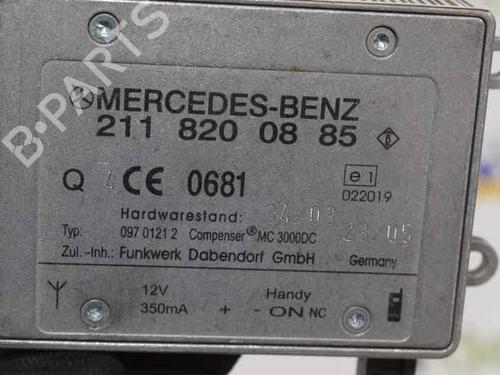 B-PARTS
MERCEDES-BENZ
211 820 08 85
Q 4 CE 0681
e1
022019
Hardwarestand: 34/03
23/05
Typ: 097 0121 2 Compenser® MC 3000DC
Zul.-Inh: Funkwerk Dabendorf GmbH Germany
12V Handy
350mA + - ON NC